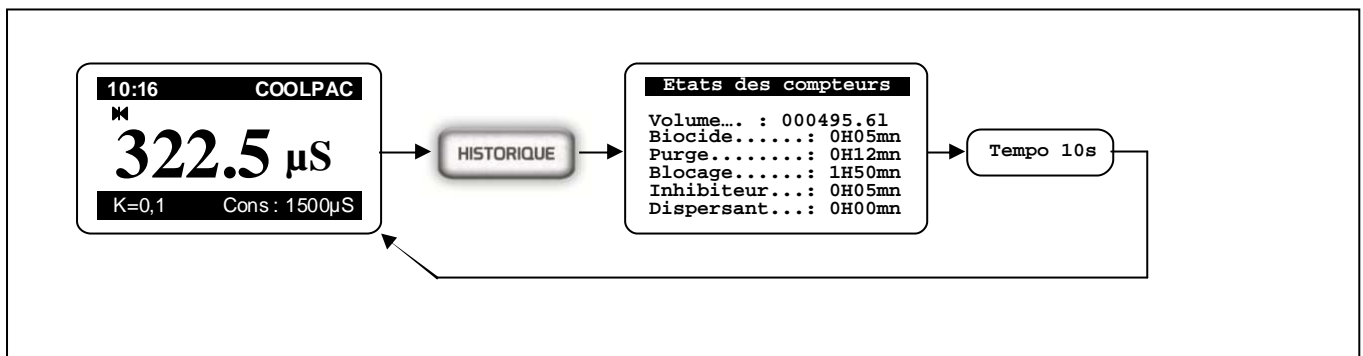 10:16 COOLPAC
322.5 µS
K=0,1 Cons : 1500µS
HISTORIQUE
Etats des compteurs
Volume…. : 000495.6l
Biocide......: 0H05mn
Purge........: 0H12mn
Blocage......: 1H50mn
Inhibiteur...: 0H05mn
Dispersant...: 0H00mn
Tempo 10s